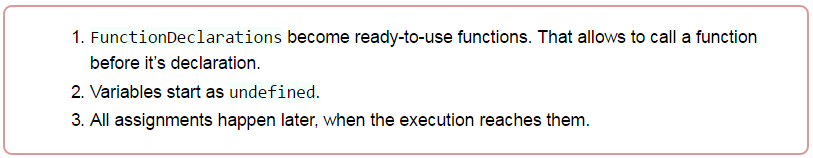 1. FunctionDeclarations become ready-to-use functions. That allows to call a function
before it's declaration.
2. Variables start as undefined.
3. All assignments happen later, when the execution reaches them.